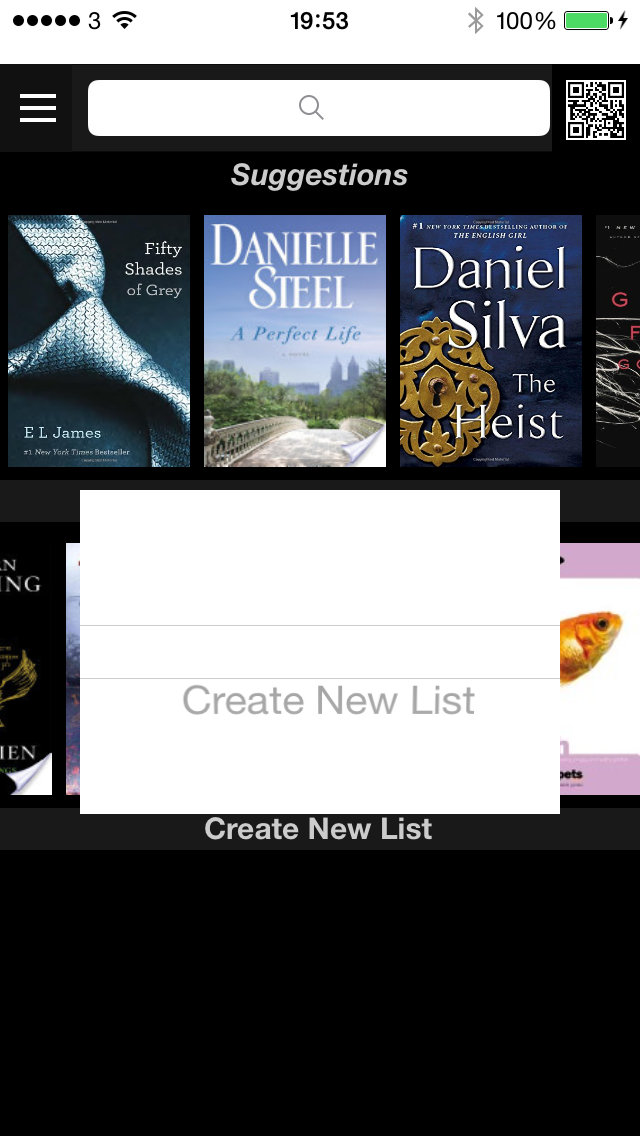 3
19:53
100%
Suggestions
Fifty
Shades
of Grey
E L James
#1 New York Times Bestseller
DANIELLE
STEEL
A Perfect Life
A NOVEL
#1 NEW YORK TIMES BESTSELLING AUTHOR OF
THE ENGLISH GIRL
Daniel
Silva
The
Heist
G
F
AN
NG
IEN
pets
Create New List
Create New List